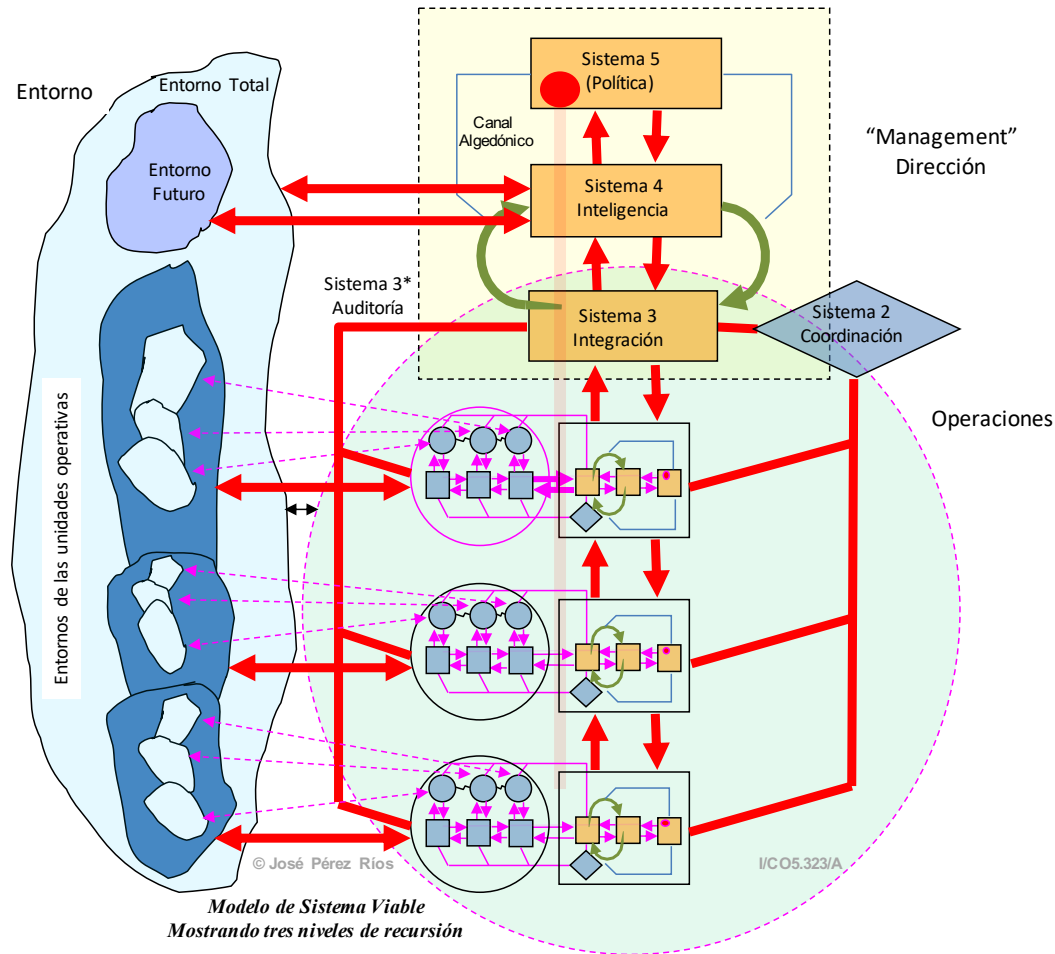 Entorno
Entorno Total
Entorno
Futuro
Entornos de las unidades operativas
Sistema 5
(Política)
Canal
Algedónico
Sistema 4
Inteligencia
“Management”
Dirección
Sistema 3*
Auditoría
Sistema 3
Integración
Sistema 2
Coordinación
Operaciones
© José Pérez Ríos
I/CO5.323/A
Modelo de Sistema Viable
Mostrando tres niveles de recursión